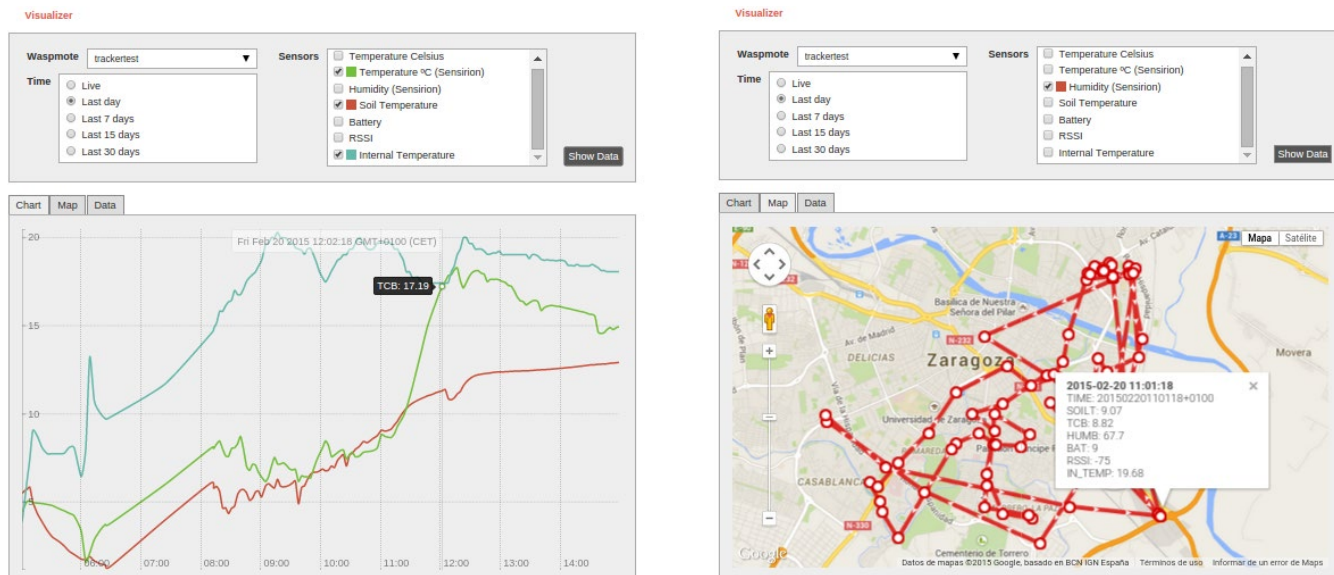 Visualizer
Waspmote
trackertest
Time
Live
Last day
Last 7 days
Last 15 days
Last 30 days
Sensors
Temperature Celsius
Temperature ºC (Sensirion)
Humidity (Sensirion)
Soil Temperature
Battery
RSSI
Internal Temperature
Show Data
Chart
Map
Data
20
Fri Feb 20 2015 12:02:18 GMT+0100 (CET)
TCB: 17.19
15
10
5
06:00
07:00
08:00
09:00
10:00
11:00
12:00
13:00
14:00
Visualizer
Waspmote
trackertest
Time
Live
Last day
Last 7 days
Last 15 days
Last 30 days
Sensors
Temperature Celsius
Temperature ºC (Sensirion)
Humidity (Sensirion)
Soil Temperature
Battery
RSSI
Internal Temperature
Show Data
Chart
Map
Data
A-23
Mapa
Satélite
Basílica de Nuestra
Señora del Pilar
Av. de Madrid
N-232
DELICIAS
Zaragoza
Movera
Universidad de
CASABLANCA
N-330
Cementerio de Torrero
2015-02-20 11:01:18
TIME: 20150220110118+0100
SOILT: 9.07
TCB: 8.82
HUMB: 67.7
BAT: 9
RSSI: -75
IN_TEMP: 19.68
Google
Datos de mapas ©2015 Google, basado en BCN IGN España
Términos de uso
Informar de un error de Maps